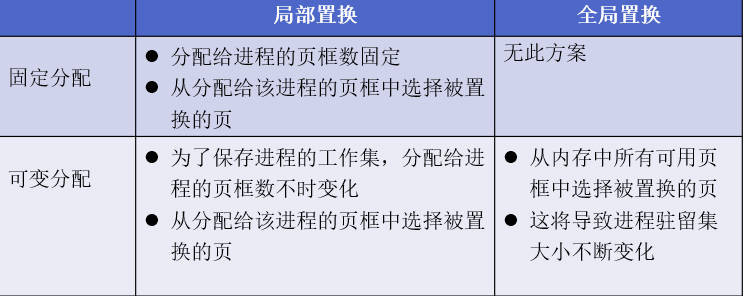 局部置换 全局置换
固定分配
● 分配给进程的页框数固定
● 从分配给该进程的页框中选择被置
换的页
无此方案
可变分配
● 为了保存进程的工作集，分配给进
程的页框数不时变化
● 从分配给该进程的页框中选择被置
换的页
● 从内存中所有可用页
框中选择被置换的页
● 这将导致进程驻留集
大小不断变化